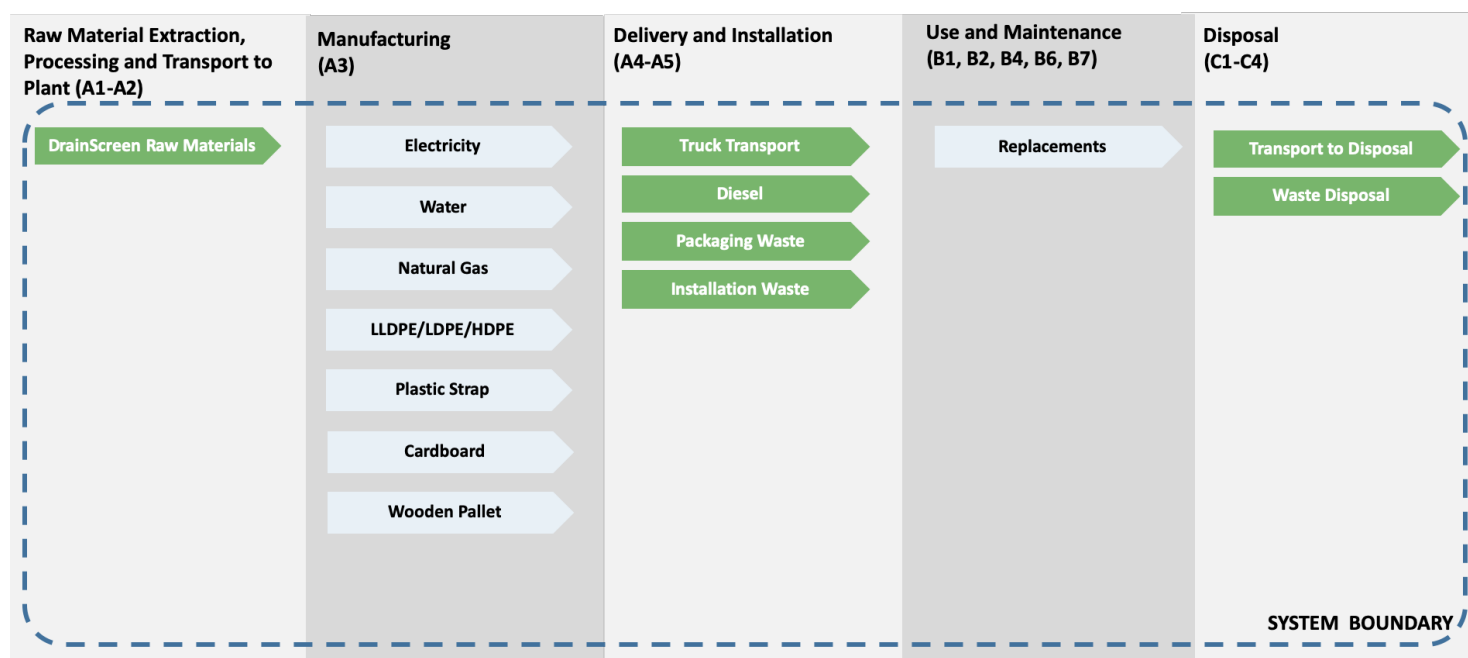 Raw Material Extraction,
Processing and Transport to
Plant (A1-A2)
DrainScreen Raw Materials
Manufacturing
(A3)
Electricity
Water
Natural Gas
LLDPE/LDPE/HDPE
Plastic Strap
Cardboard
Wooden Pallet
Delivery and Installation
(A4-A5)
Truck Transport
Diesel
Packaging Waste
Installation Waste
Use and Maintenance
(B1, B2, B4, B6, B7)
Replacements
Disposal
(C1-C4)
Transport to Disposal
Waste Disposal
SYSTEM BOUNDARY